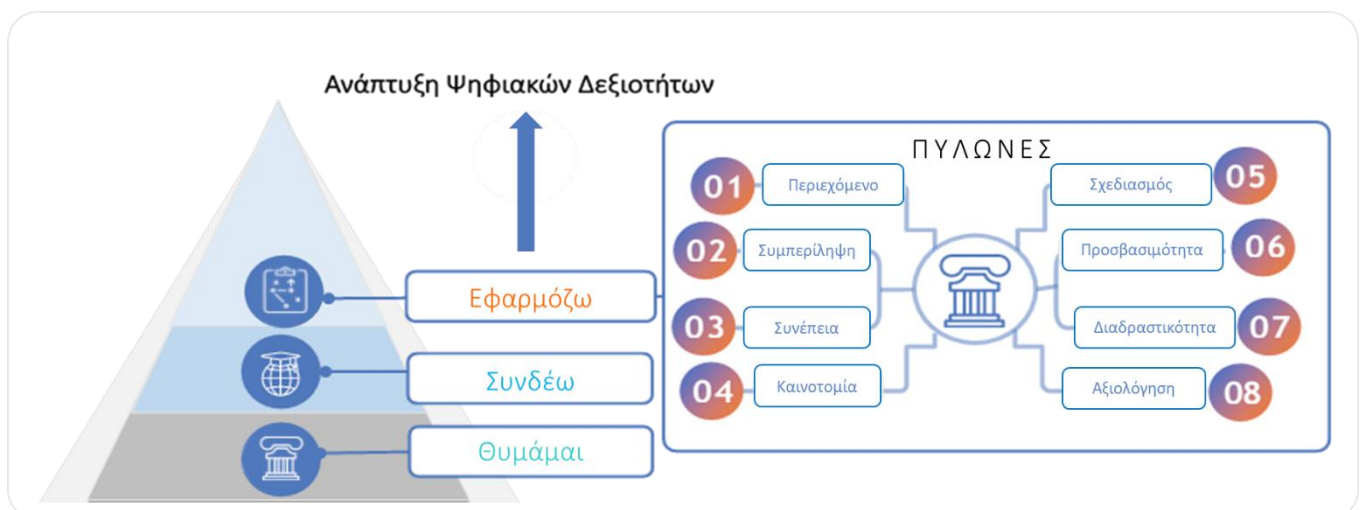 Ανάπτυξη Ψηφιακών Δεξιοτήτων
Εφαρμόζω
Συνδέω
Θυμάμαι
ΠΥΛΩΝΕΣ
01 Περιεχόμενο
02 Συμπερίληψη
03 Συνέπεια
04 Καινοτομία
Σχεδιασμός 05
Προσβασιμότητα 06
Διαδραστικότητα 07
Αξιολόγηση 08